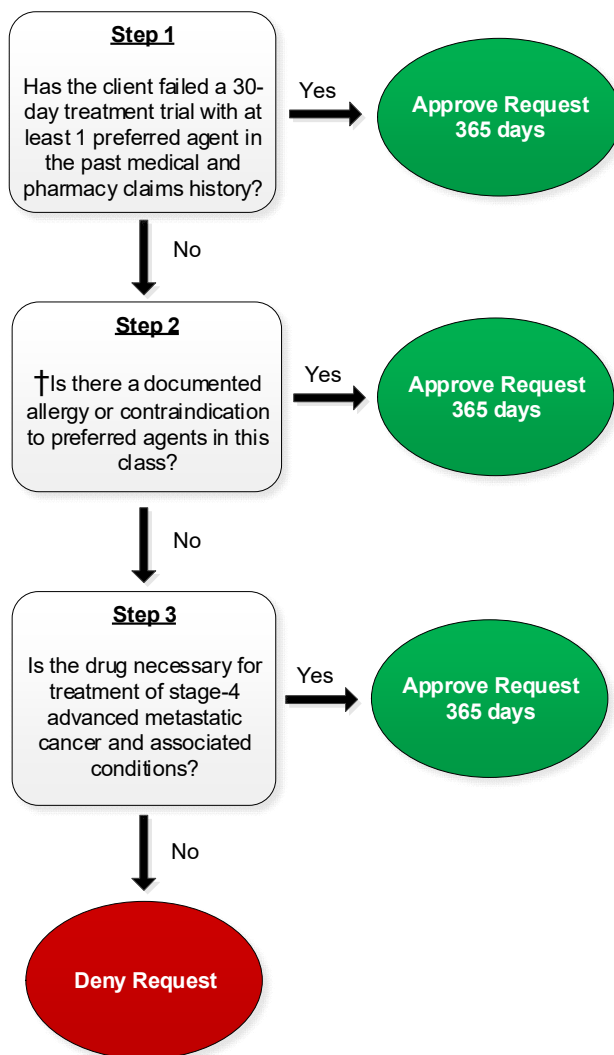 Step 1
Has the client failed a 30-
day treatment trial with at
least 1 preferred agent in
the past medical and
pharmacy claims history?
Yes
Approve Request
365 days
No
Step 2
†Is there a documented
allergy or contraindication
to preferred agents in this
class?
Yes
Approve Request
365 days
No
Step 3
Is the drug necessary for
treatment of stage-4
advanced metastatic
cancer and associated
conditions?
Yes
Approve Request
365 days
No
Deny Request